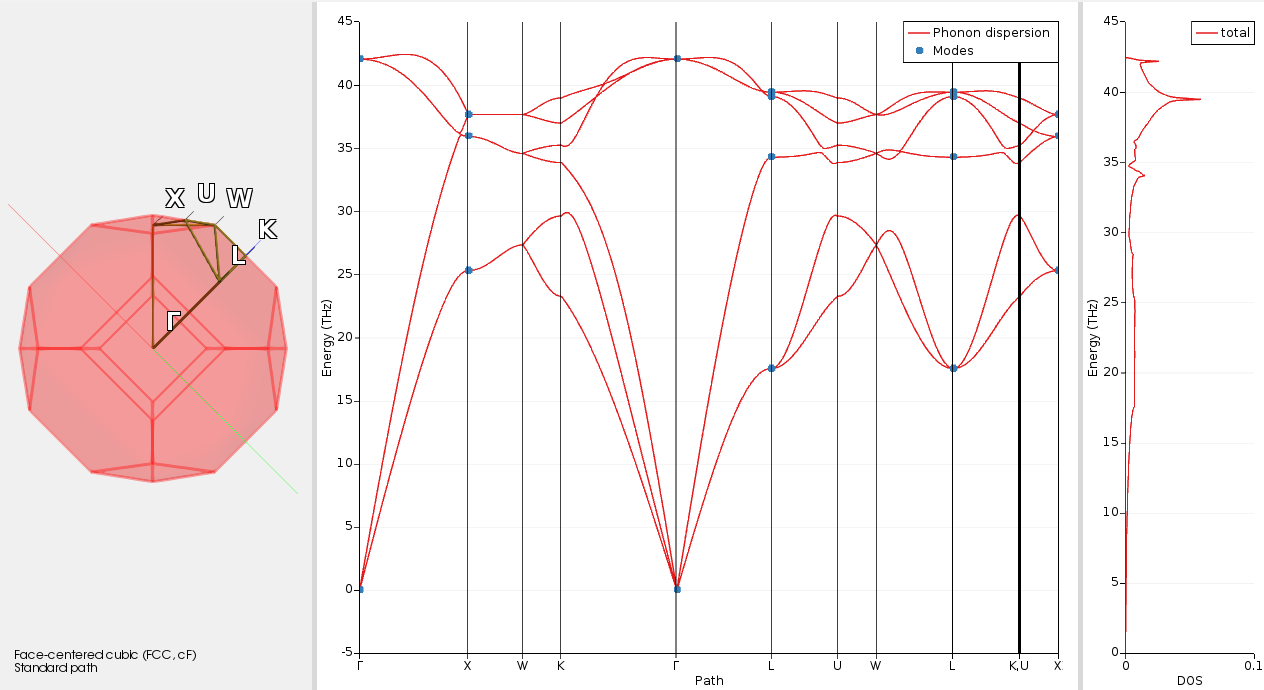 X U W
K
L
Γ
Face-centered cubic (FCC, cF)
Standard path
45
40
35
30
25
20
15
10
5
0
-5
Energy (THz)
Phonon dispersion
Modes
Γ X W K Γ L U W L K,U X
Path
total
45
40
35
30
25
20
15
10
5
0
Energy (THz)
0 0.1
DOS